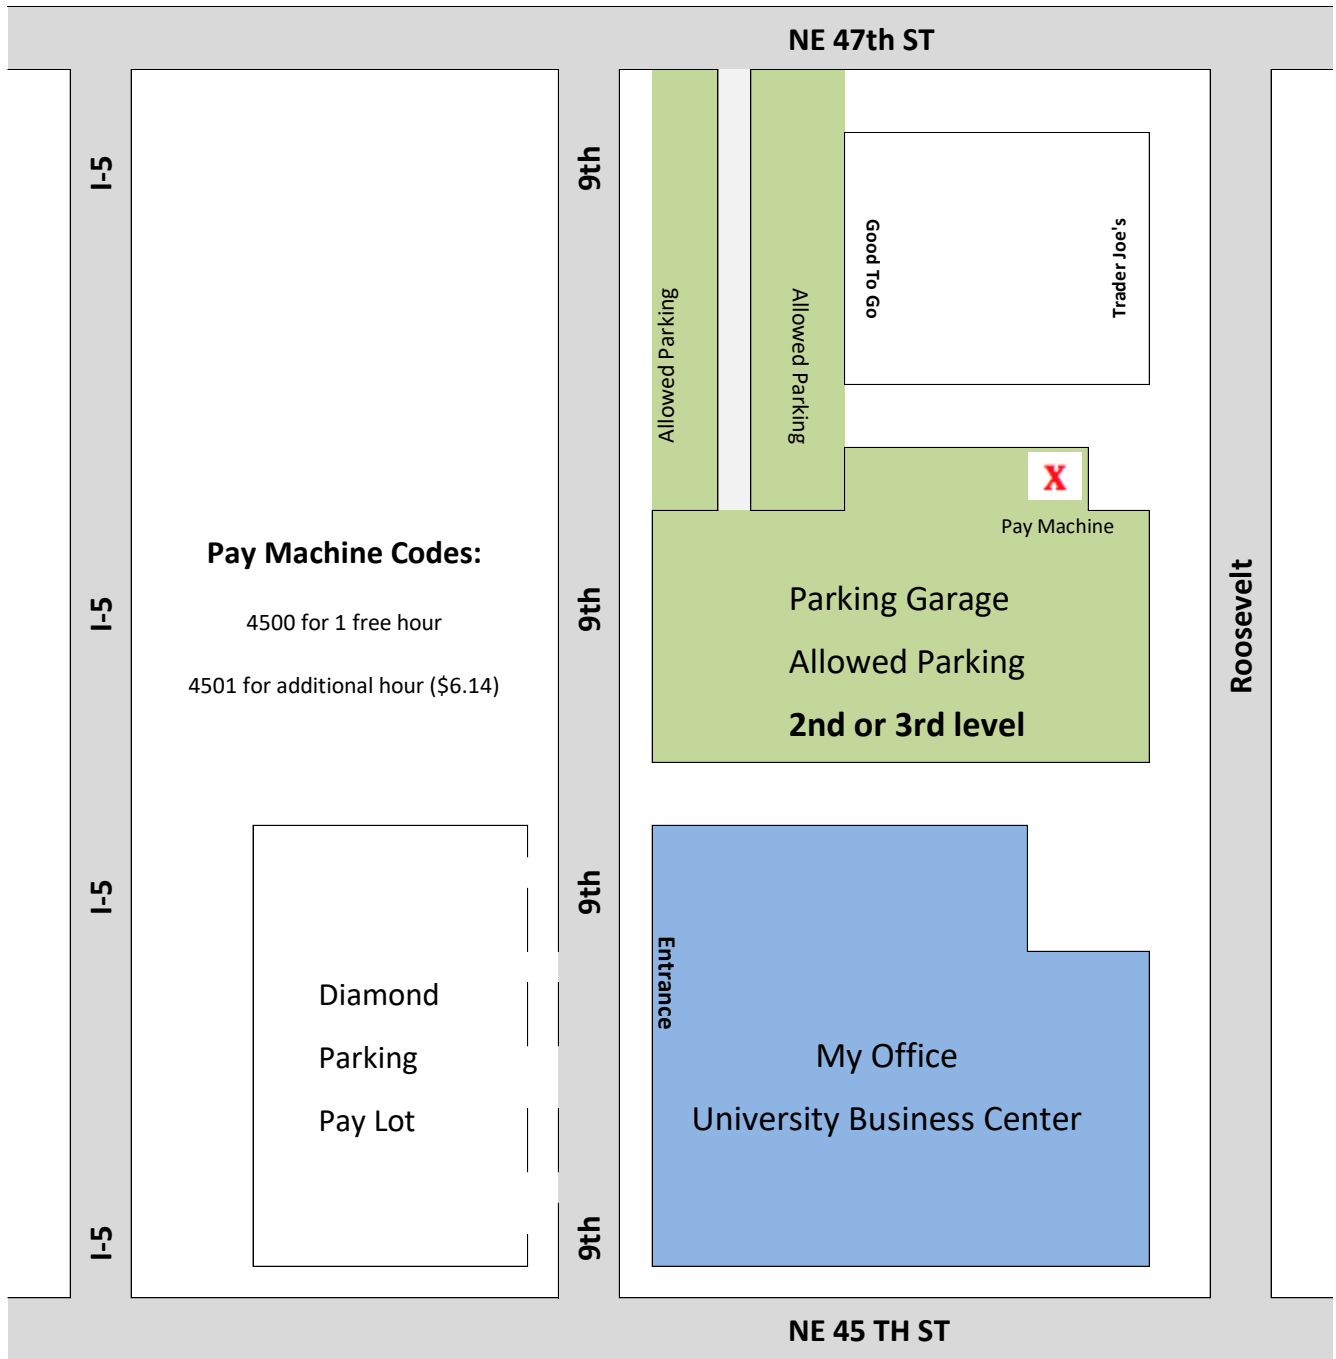 NE 47th ST
I-5
9th
Good To Go
Trader Joe's
Allowed Parking
Allowed Parking
X
Pay Machine
Pay Machine Codes:
4500 for 1 free hour
4501 for additional hour ($6.14)
I-5
9th
Parking Garage
Allowed Parking
2nd or 3rd level
Roosevelt
I-5
9th
Entrance
Diamond
Parking
Pay Lot
My Office
University Business Center
I-5
9th
NE 45 TH ST